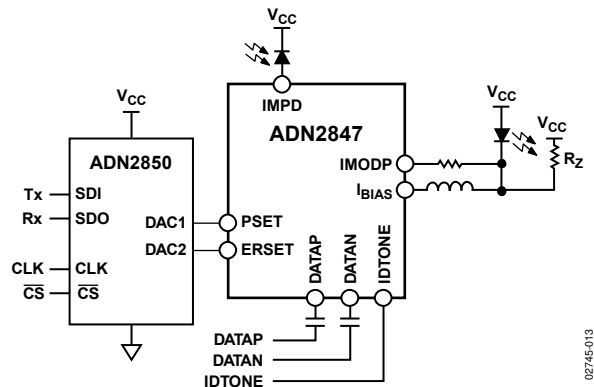 VCC
IMPD
ADN2847
VCC
ADN2850
VCC
VCC
RZ
IMODP
IBIAS
Tx
SDI
Rx
SDO
DAC1
PSET
DAC2
ERSET
CLK
CLK
CS
CS
DATAP
DATAN
IDTONE
DATAP
DATAN
IDTONE
02745-013